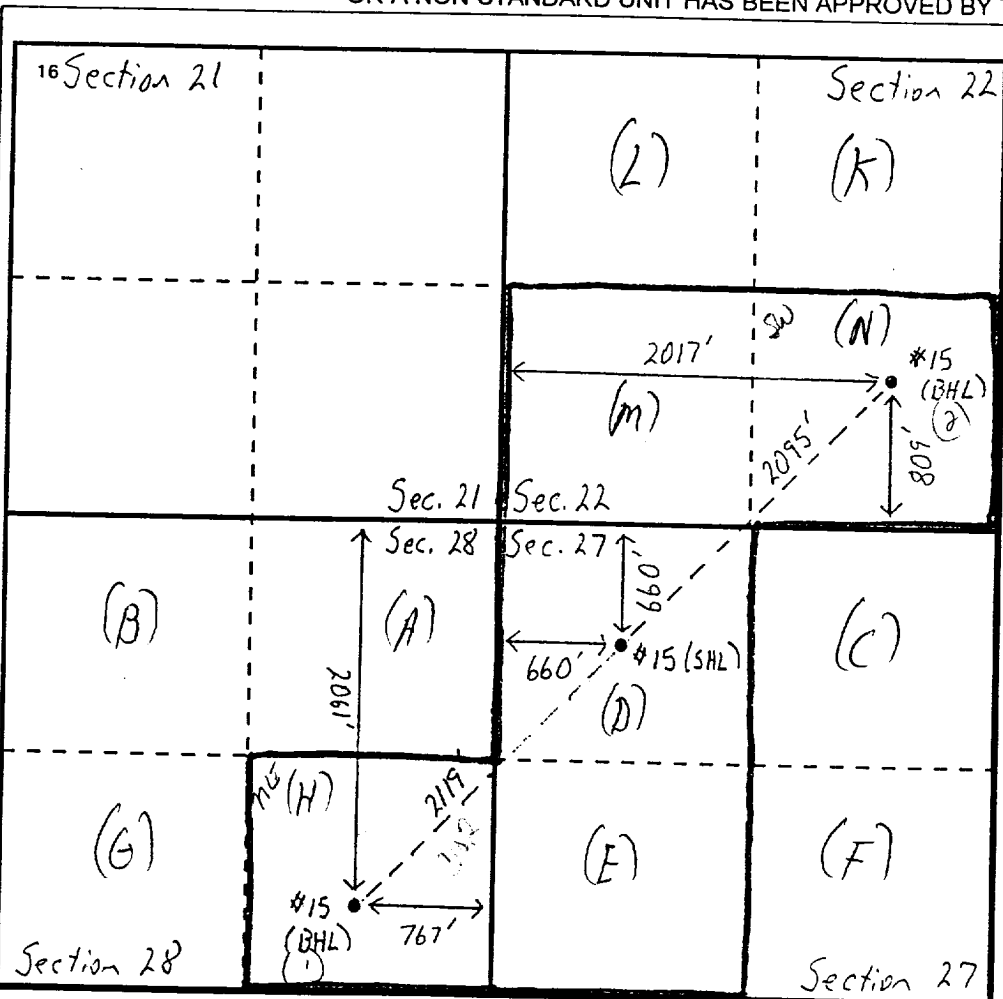 OR A NON-STANDARD UNIT HAS BEEN APPROVED BY
16 Section 21
Section 22
(L)
(K)
SW
(N)
2017'
#15
(BHL)
(2)
(M)
2095'
809'
Sec. 21
Sec. 22
Sec. 28
Sec. 27
(B)
(A)
660'
(C)
660'
#15 (SHL)
2061'
(D)
NE
(H)
2119
(G)
(E)
(F)
#15
(BHL)
(1)
767'
Section 28
Section 27